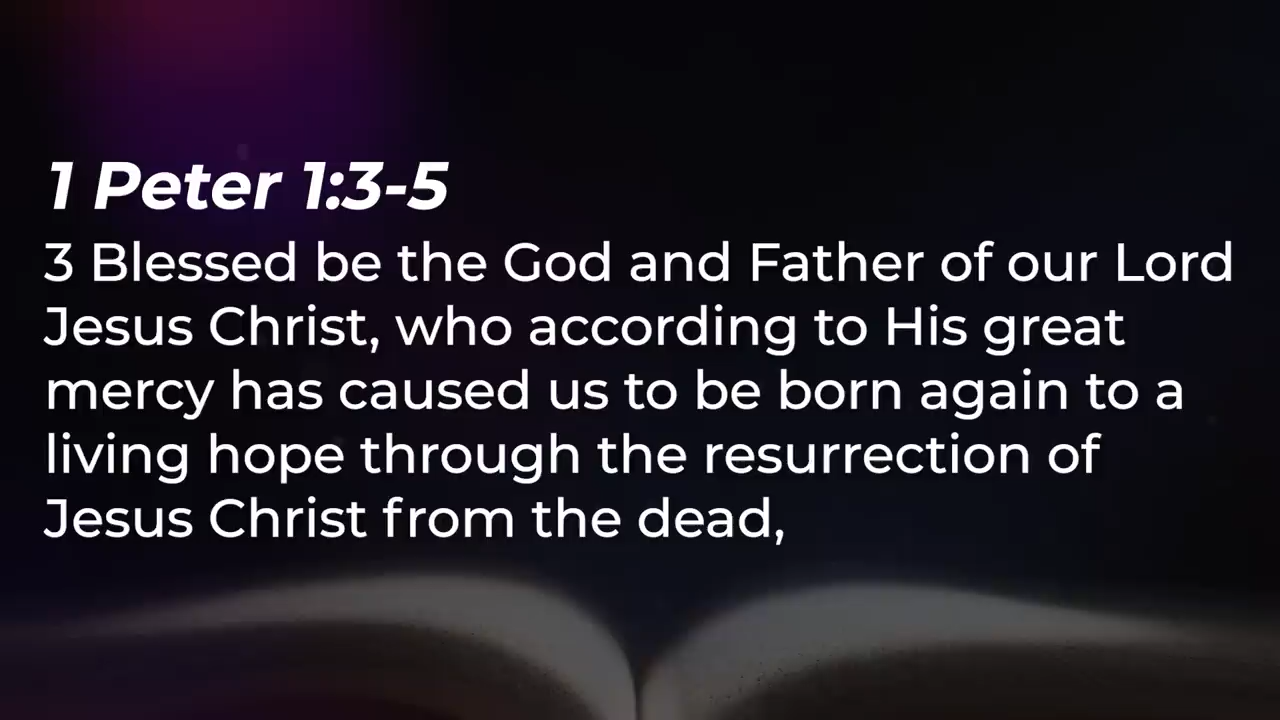 1 Peter 1:3-5
3 Blessed be the God and Father of our Lord
Jesus Christ, who according to His great
mercy has caused us to be born again to a
living hope through the resurrection of
Jesus Christ from the dead,